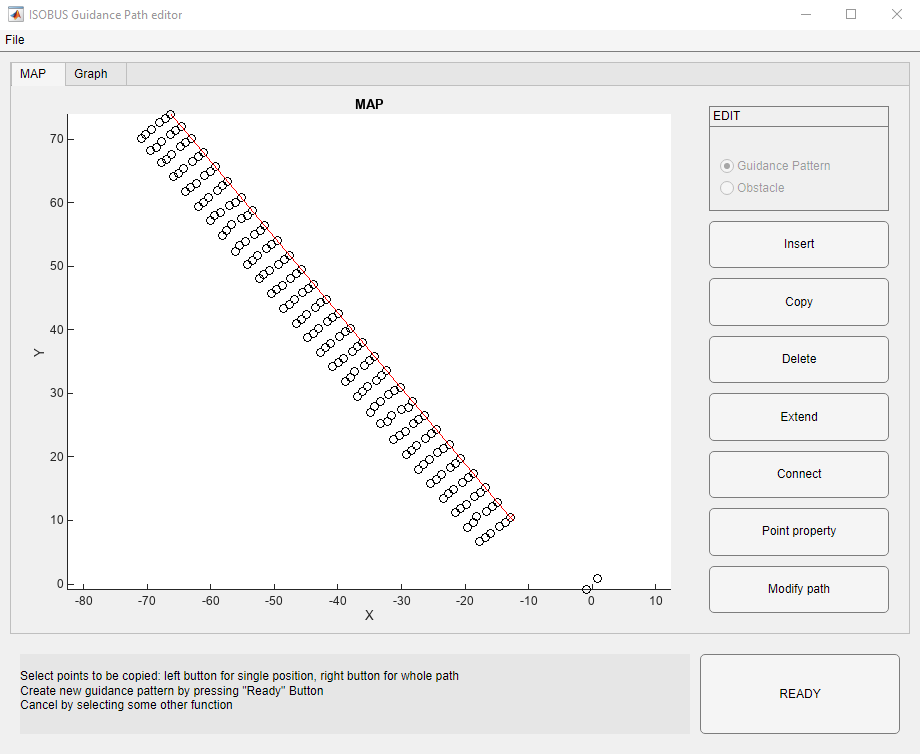 ISOBUS Guidance Path editor
File
MAP Graph
MAP
EDIT
Guidance Pattern
Obstacle
Insert
Copy
Delete
Extend
Connect
Point property
Modify path
70
60
50
40
30
20
10
0
Y
-80 -70 -60 -50 -40 -30 -20 -10 0 10
X
Select points to be copied: left button for single position, right button for whole path
Create new guidance pattern by pressing "Ready" Button
Cancel by selecting some other function
READY